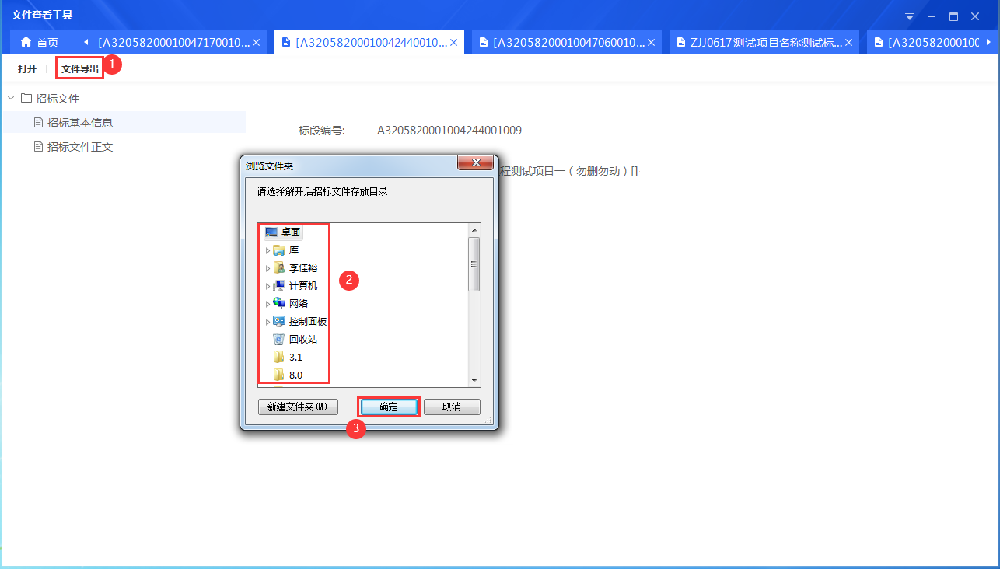 文件查看工具
首页
[A32058200010047170010...
[A32058200010042440010...
[A32058200010047060010...
ZJJ0617测试项目名称测试标...
[A320582000100
打开
文件导出
1
招标文件
招标基本信息
招标文件正文
标段编号:
A3205820001004244001009
程测试项目一（勿删勿动）[]
浏览文件夹
请选择解开后招标文件存放目录
桌面
库
李佳裕
计算机
网络
控制面板
回收站
3.1
8.0
2
新建文件夹(M)
确定
取消
3